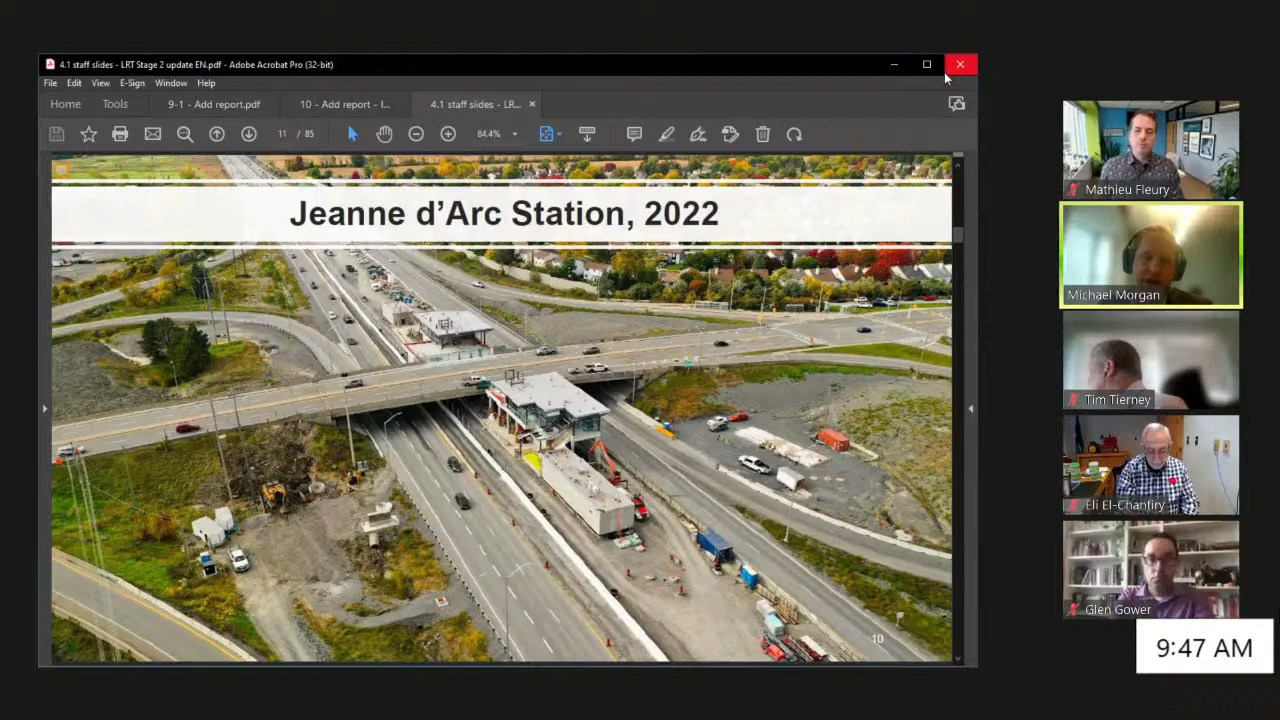 4.1 staff slides - LRT Stage 2 update EN.pdf - Adobe Acrobat Pro (32-bit)
File Edit View E-Sign Window Help
Home Tools 9-1 - Add report.pdf 10 - Add report - I... 4.1 staff slides - LR...
11 / 85 84.4%
Jeanne d’Arc Station, 2022
10
Mathieu Fleury
Michael Morgan
Tim Tierney
Eli El-Chantiry
Glen Gower
9:47 AM